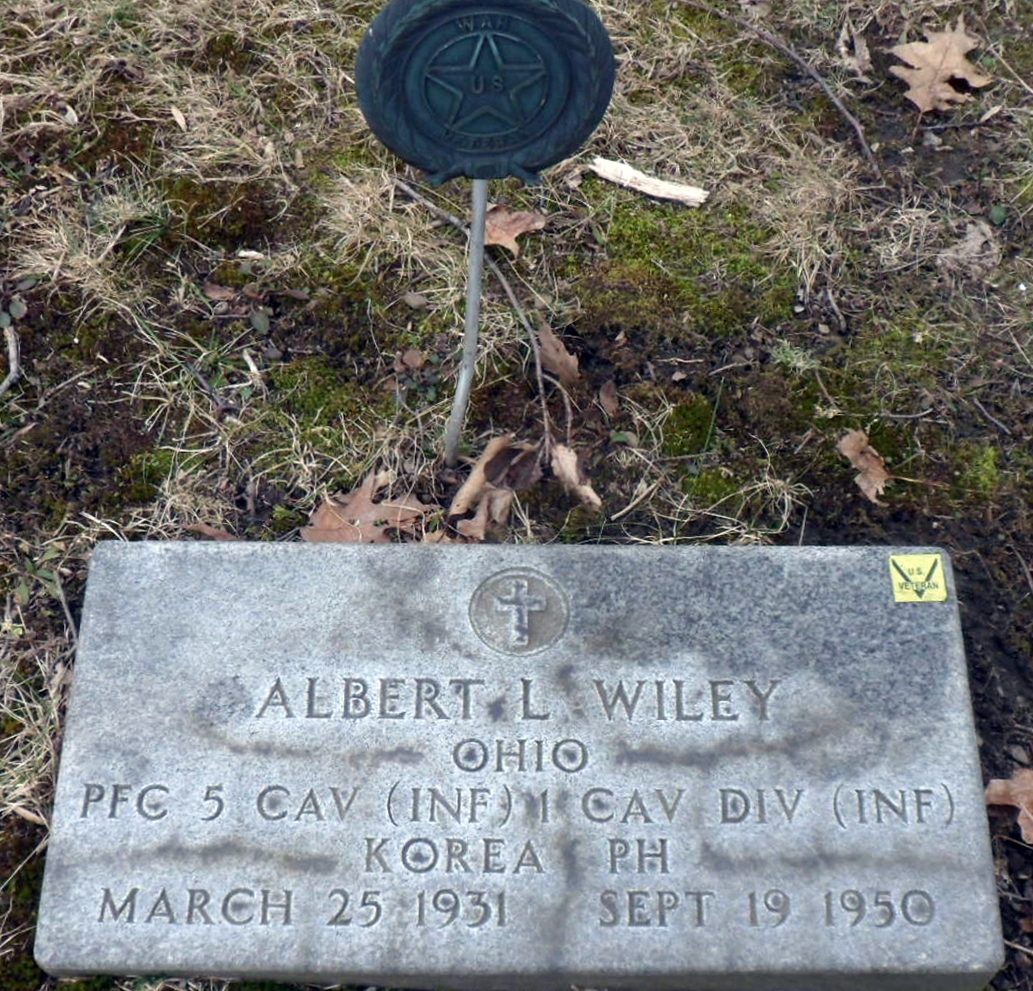 WAR
US
U.S.
VETERAN
ALBERT L WILEY
OHIO
PFC 5 CAV (INF) 1 CAV DIV (INF)
KOREA PH
MARCH 25 1931 SEPT 19 1950